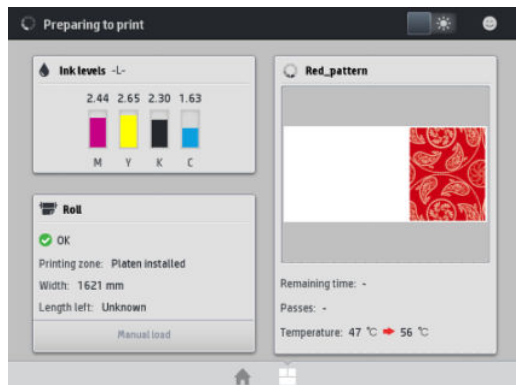 Preparing to print
Ink levels -L-
2.44 2.65 2.30 1.63
M Y K C
Roll
OK
Printing zone: Platen installed
Width: 1621 mm
Length left: Unknown
Manual load
Red_pattern
Remaining time: -
Passes: -
Temperature: 47 °C ➡ 56 °C